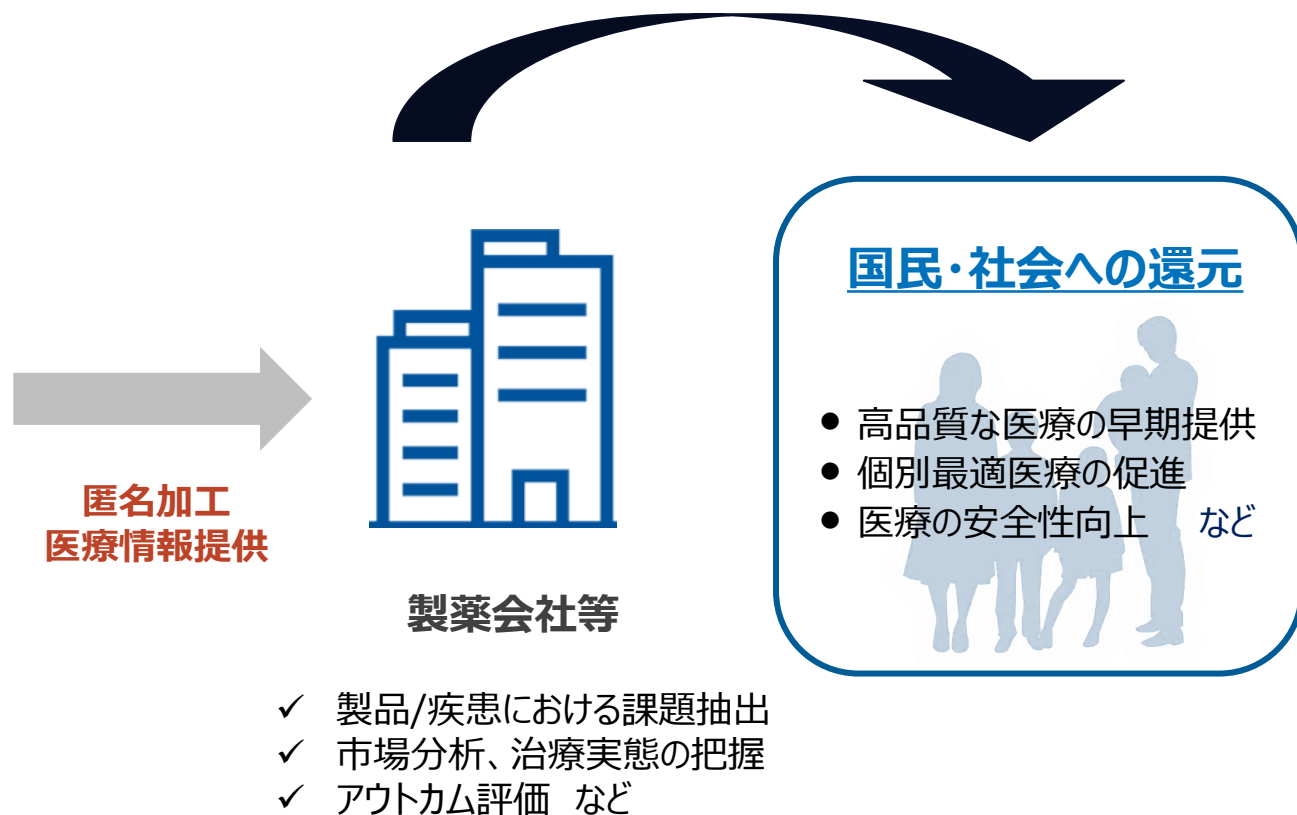 匿名加工
医療情報提供
製薬会社等
✓ 製品/疾患における課題抽出
✓ 市場分析、治療実態の把握
✓ アウトカム評価 など
国民・社会への還元
● 高品質な医療の早期提供
● 個別最適医療の促進
● 医療の安全性向上 など